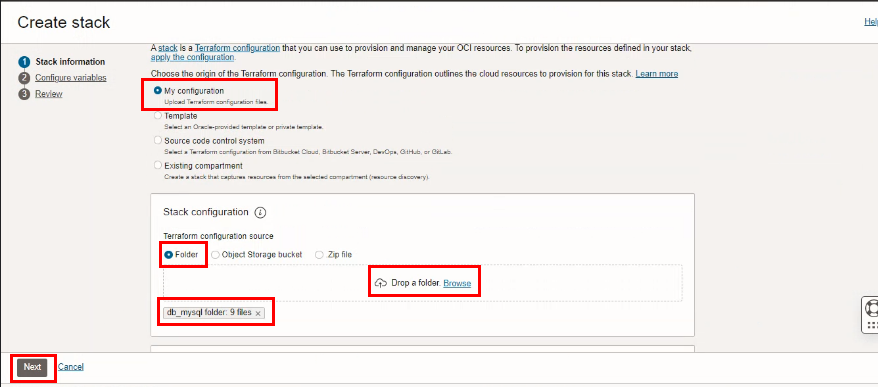 Create stack
Hel
1 Stack information
2 Configure variables
3 Review
A stack is a Terraform configuration that you can use to provision and manage your OCI resources. To provision the resources defined in your stack,
apply the configuration.
Choose the origin of the Terraform configuration. The Terraform configuration outlines the cloud resources to provision for this stack. Learn more
My configuration
Upload Terraform configuration files.
Template
Select an Oracle-provided template or private template.
Source code control system
Select a Terraform configuration from Bitbucket Cloud, Bitbucket Server, DevOps, GitHub, or GitLab.
Existing compartment
Create a stack that captures resources from the selected compartment (resource discovery).
Stack configuration i
Terraform configuration source
Folder Object Storage bucket .Zip file
Drop a folder. Browse
db_mysql folder: 9 files ×
Next Cancel